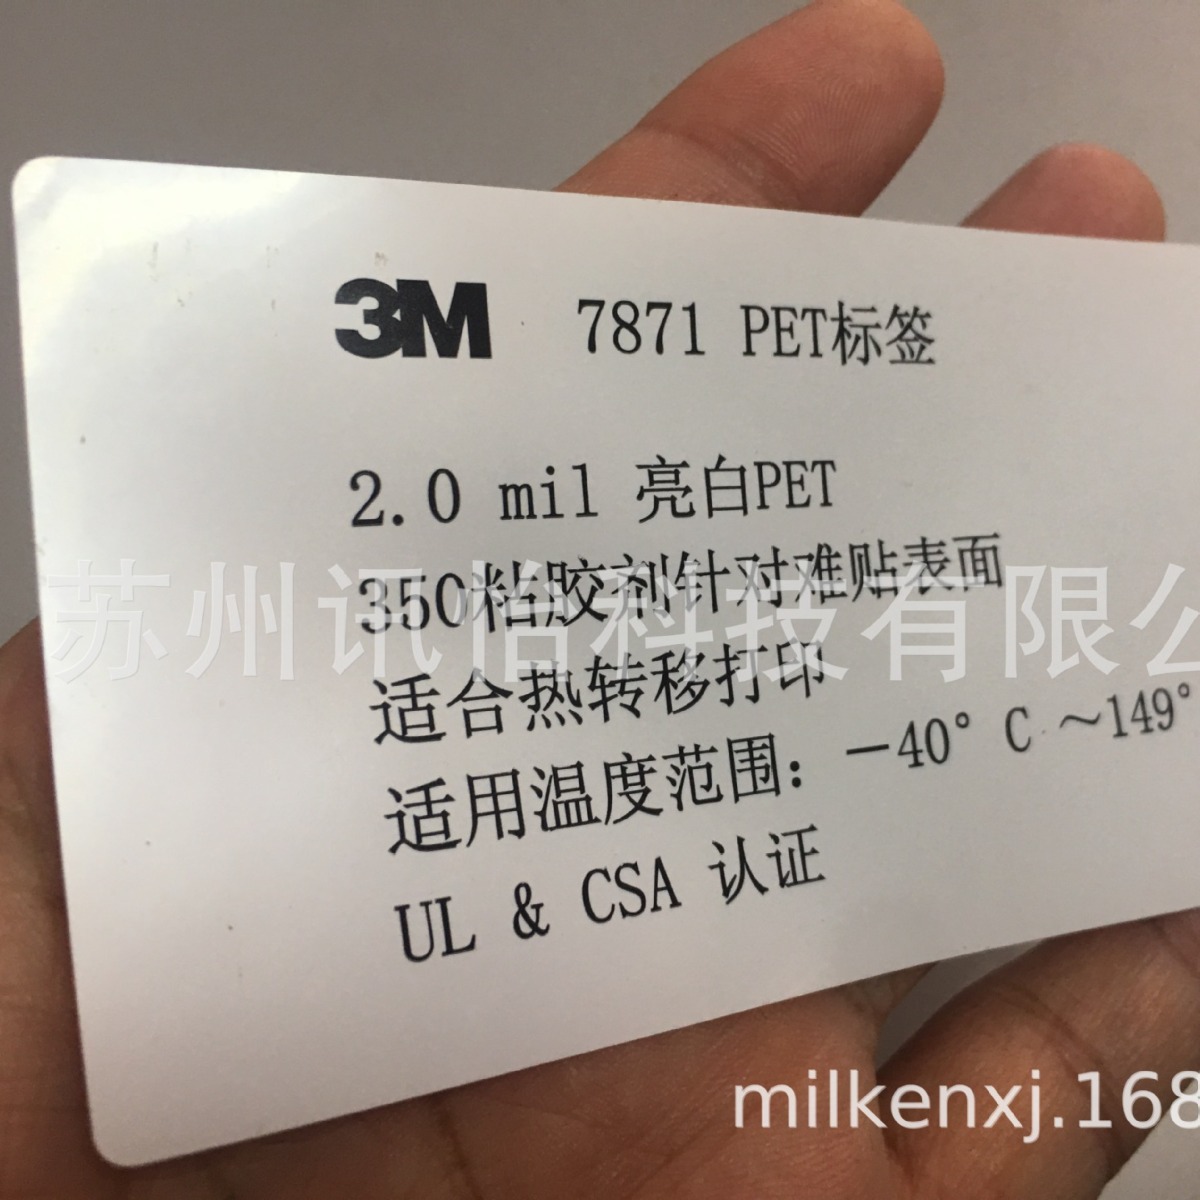 3M 7871 PET标签
2.0 mil 亮白PET
350粘胶剂针对难贴表面
苏州讯怡科技有限公
适合热转移打印
适用温度范围：－40° C ～149°
UL & CSA 认证
milkenxj.168